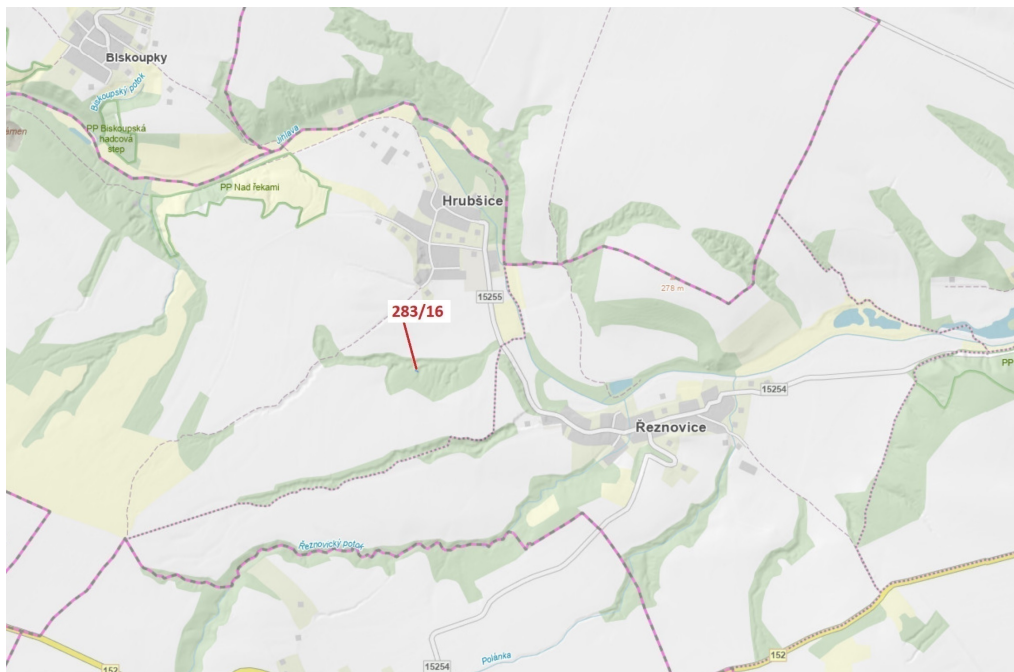 Biskoupky
Biskoupský potok
PP Biskoupská
hadcová
step
Jihlava
PP Nad řekami
Hrubšice
278 m
15255
283/16
15254
PP
Řeznovice
Řeznovický potok
152
152
15254
Polánka
152